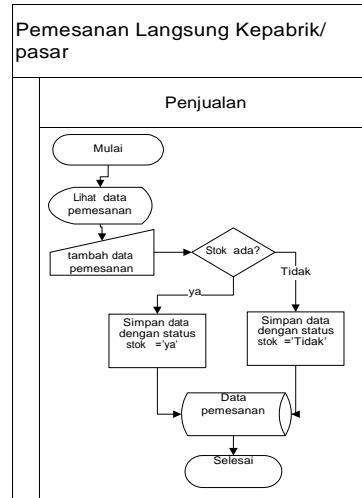 Pemesanan Langsung Kepabrik/
pasar
Penjualan
Mulai
Lihat data
pemesanan
tambah data
pemesanan
Stok ada?
Tidak
ya
Simpan data
dengan status
stok ='ya'
Simpan data
dengan status
stok ='Tidak'
Data
pemesanan
Selesai